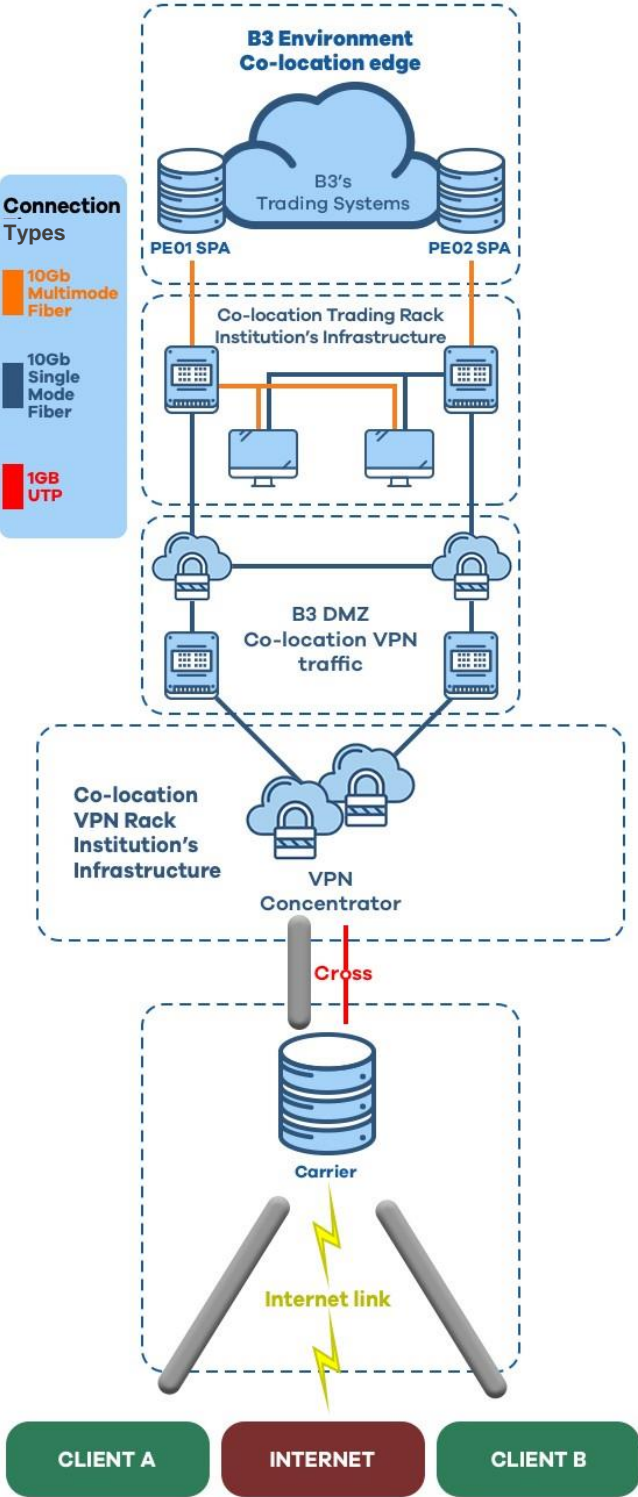 B3 Environment
Co-location edge
B3's
Trading Systems
PE01 SPA
PE02 SPA
Connection
Types
10Gb
Multimode
Fiber
10Gb
Single
Mode
Fiber
1GB
UTP
Co-location Trading Rack
Institution's Infrastructure
B3 DMZ
Co-location VPN
traffic
Co-location
VPN Rack
Institution's
Infrastructure
VPN
Concentrator
Cross
Carrier
Internet link
CLIENT A
INTERNET
CLIENT B